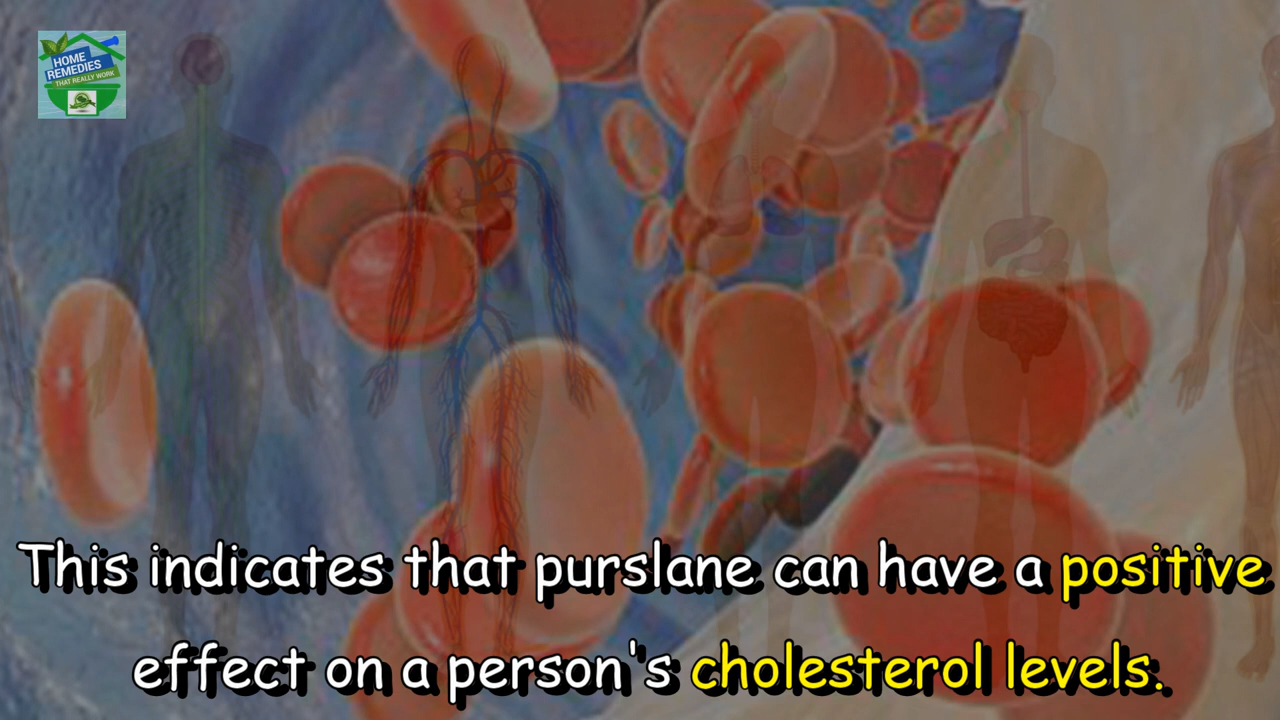 HOME
REMEDIES
THAT REALLY WORK
This indicates that purslane can have a positive
effect on a person's cholesterol levels.